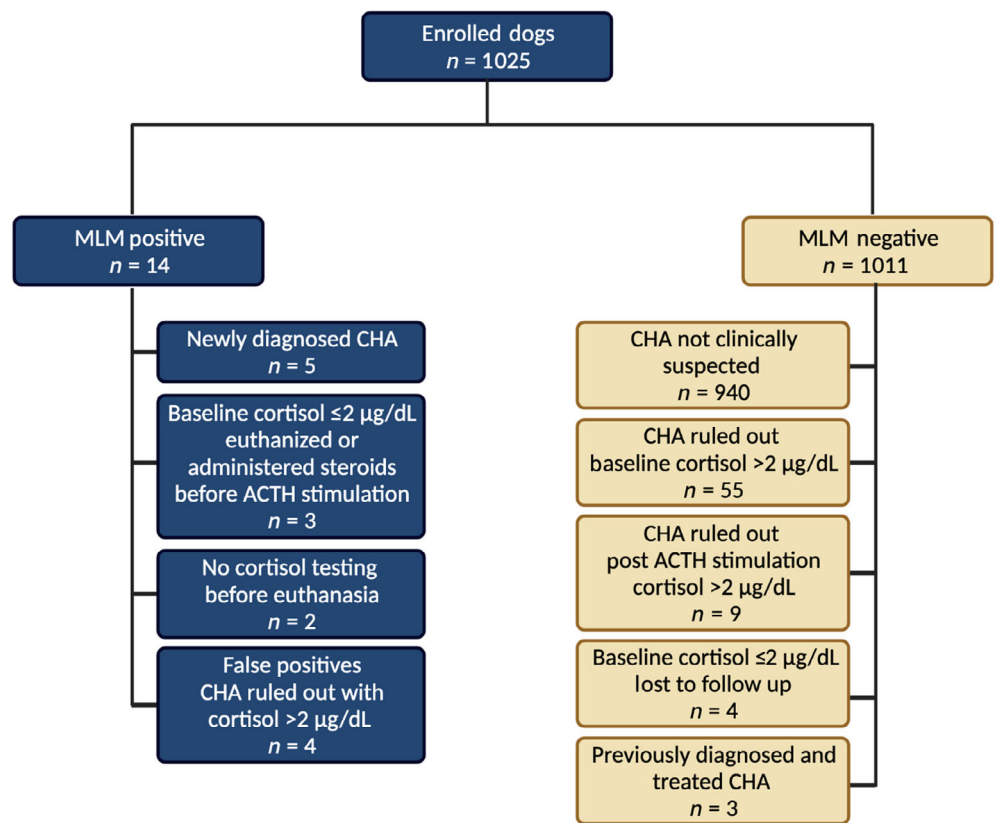 Enrolled dogs
n = 1025
MLM positive
n = 14
MLM negative
n = 1011
Newly diagnosed CHA
n = 5
Baseline cortisol ≤2 µg/dL
euthanized or
administered steroids
before ACTH stimulation
n = 3
No cortisol testing
before euthanasia
n = 2
False positives
CHA ruled out with
cortisol >2 µg/dL
n = 4
CHA not clinically
suspected
n = 940
CHA ruled out
baseline cortisol >2 µg/dL
n = 55
CHA ruled out
post ACTH stimulation
cortisol >2 µg/dL
n = 9
Baseline cortisol ≤2 µg/dL
lost to follow up
n = 4
Previously diagnosed and
treated CHA
n = 3